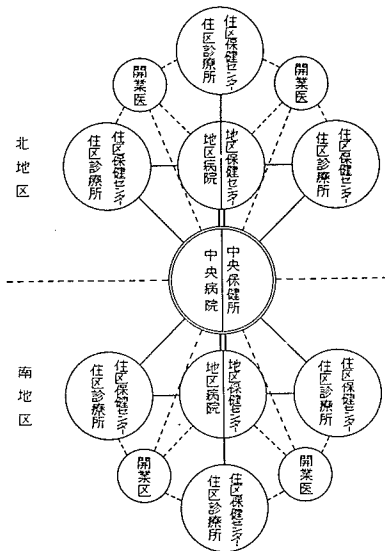 住区保健センター
住区診療所
開業医
開業医
北地区
住区保健センター
住区診療所
地区保健センター
地区病院
住区保健センター
住区診療所
中央保健所
中央病院
南地区
住区保健センター
住区診療所
地区保健センター
地区病院
住区保健センター
住区診療所
開業区
開業医
住区保健センター
住区診療所